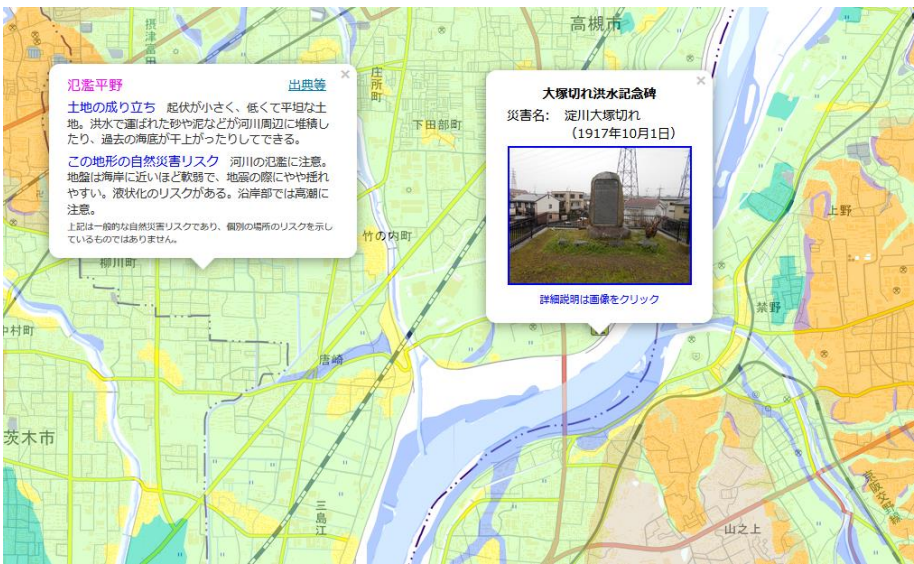 摂津富田
高槻市
氾濫平野 出典等
×
土地の成り立ち 起伏が小さく、低くて平坦な土
地。洪水で運ばれた砂や泥などが河川周辺に堆積し
たり、過去の海底が干上がったりしてできる。
この地形の自然災害リスク 河川の氾濫に注意。
地盤は海岸に近いほど軟弱で、地震の際にやや揺れ
やすい。液状化のリスクがある。沿岸部では高潮に
注意。
上記は一般的な自然災害リスクであり、個別の場所のリスクを示し
ているものではありません。
庄所町
下田部町
×
大塚切れ洪水記念碑
災害名: 淀川大塚切れ
(1917年10月1日)
詳細説明は画像をクリック
上野
竹の内町
柳川町
禁野
中村町
唐崎
茨木市
三島江
京阪交野線
山之上